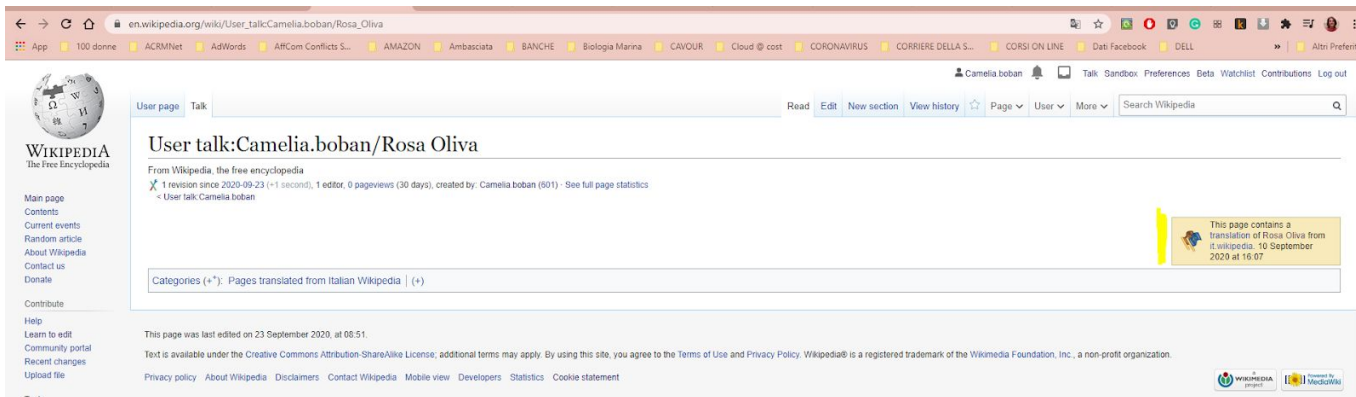 en.wikipedia.org/wiki/User_talk:Camelia.boban/Rosa_Oliva
App 100 donne ACRMNet AdWords AffCom Conflicts S... AMAZON Ambasciata BANCHE Biologia Marina CAVOUR Cloud @ cost CORONAVIRUS CORRIERE DELLA S... CORSI ON LINE Dati Facebook DELL » Altri Preferit
Camelia.boban Talk Sandbox Preferences Beta Watchlist Contributions Log out
User page Talk Read Edit New section View history Page User More Search Wikipedia
WIKIPEDIA
The Free Encyclopedia
User talk:Camelia.boban/Rosa Oliva
From Wikipedia, the free encyclopedia
1 revision since 2020-09-23 (+1 second), 1 editor, 0 pageviews (30 days), created by: Camelia.boban (601) · See full page statistics
< User talk:Camelia.boban
This page contains a
translation of Rosa Oliva from
it.wikipedia. 10 September
2020 at 16:07
Categories (+⁺): Pages translated from Italian Wikipedia | (+)
Main page
Contents
Current events
Random article
About Wikipedia
Contact us
Donate
Contribute
Help
Learn to edit
Community portal
Recent changes
Upload file
This page was last edited on 23 September 2020, at 08:51.
Text is available under the Creative Commons Attribution-ShareAlike License; additional terms may apply. By using this site, you agree to the Terms of Use and Privacy Policy. Wikipedia® is a registered trademark of the Wikimedia Foundation, Inc., a non-profit organization.
Privacy policy About Wikipedia Disclaimers Contact Wikipedia Mobile view Developers Statistics Cookie statement
A WIKIMEDIA project
Powered By MediaWiki